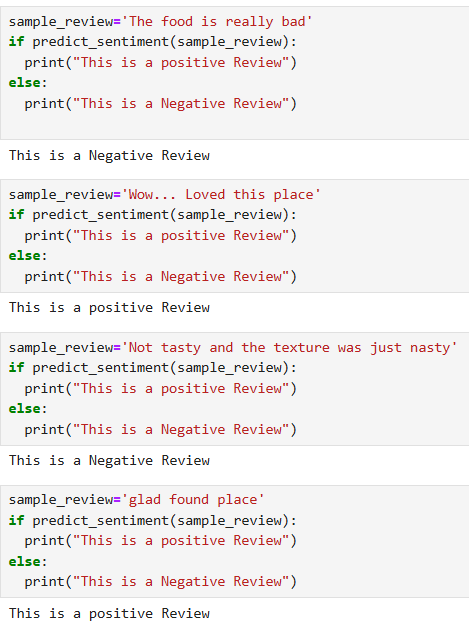 sample_review='The food is really bad'
if predict_sentiment(sample_review):
  print("This is a positive Review")
else:
  print("This is a Negative Review")
This is a Negative Review
sample_review='Wow... Loved this place'
if predict_sentiment(sample_review):
  print("This is a positive Review")
else:
  print("This is a Negative Review")
This is a positive Review
sample_review='Not tasty and the texture was just nasty'
if predict_sentiment(sample_review):
  print("This is a positive Review")
else:
  print("This is a Negative Review")
This is a Negative Review
sample_review='glad found place'
if predict_sentiment(sample_review):
  print("This is a positive Review")
else:
  print("This is a Negative Review")
This is a positive Review